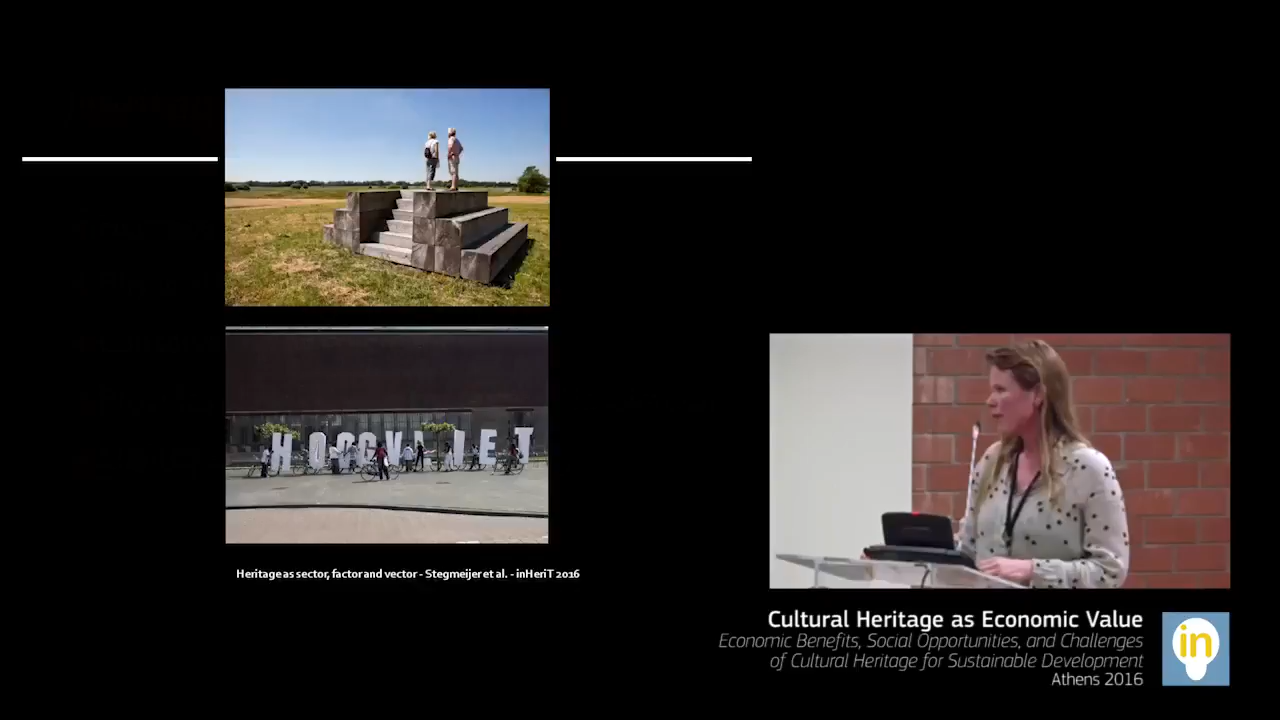 HOOGVLIET
Heritage as sector, factor and vector - Stegmeijer et al. - inHeriT 2016
Cultural Heritage as Economic Value
Economic Benefits, Social Opportunities, and Challenges
of Cultural Heritage for Sustainable Development
Athens 2016
in